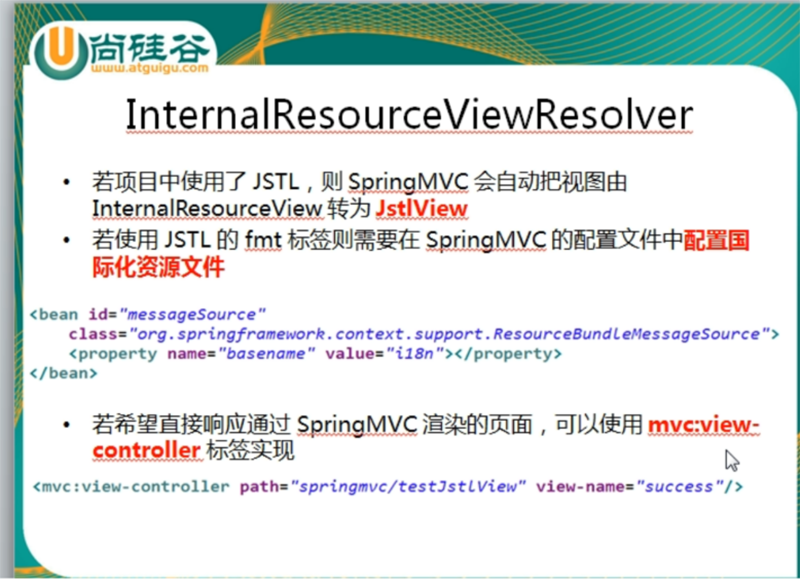 尚硅谷
www.atguigu.com
InternalResourceViewResolver
• 若项目中使用了 JSTL，则 SpringMVC 会自动把视图由
InternalResourceView 转为 JstlView
• 若使用 JSTL 的 fmt 标签则需要在 SpringMVC 的配置文件中配置国
际化资源文件
<bean id="messageSource"
class="org.springframework.context.support.ResourceBundleMessageSource">
<property name="basename" value="i18n"></property>
</bean>
• 若希望直接响应通过 SpringMVC 渲染的页面，可以使用 mvc:view-
controller 标签实现
<mvc:view-controller path="springmvc/testJstlView" view-name="success"/>